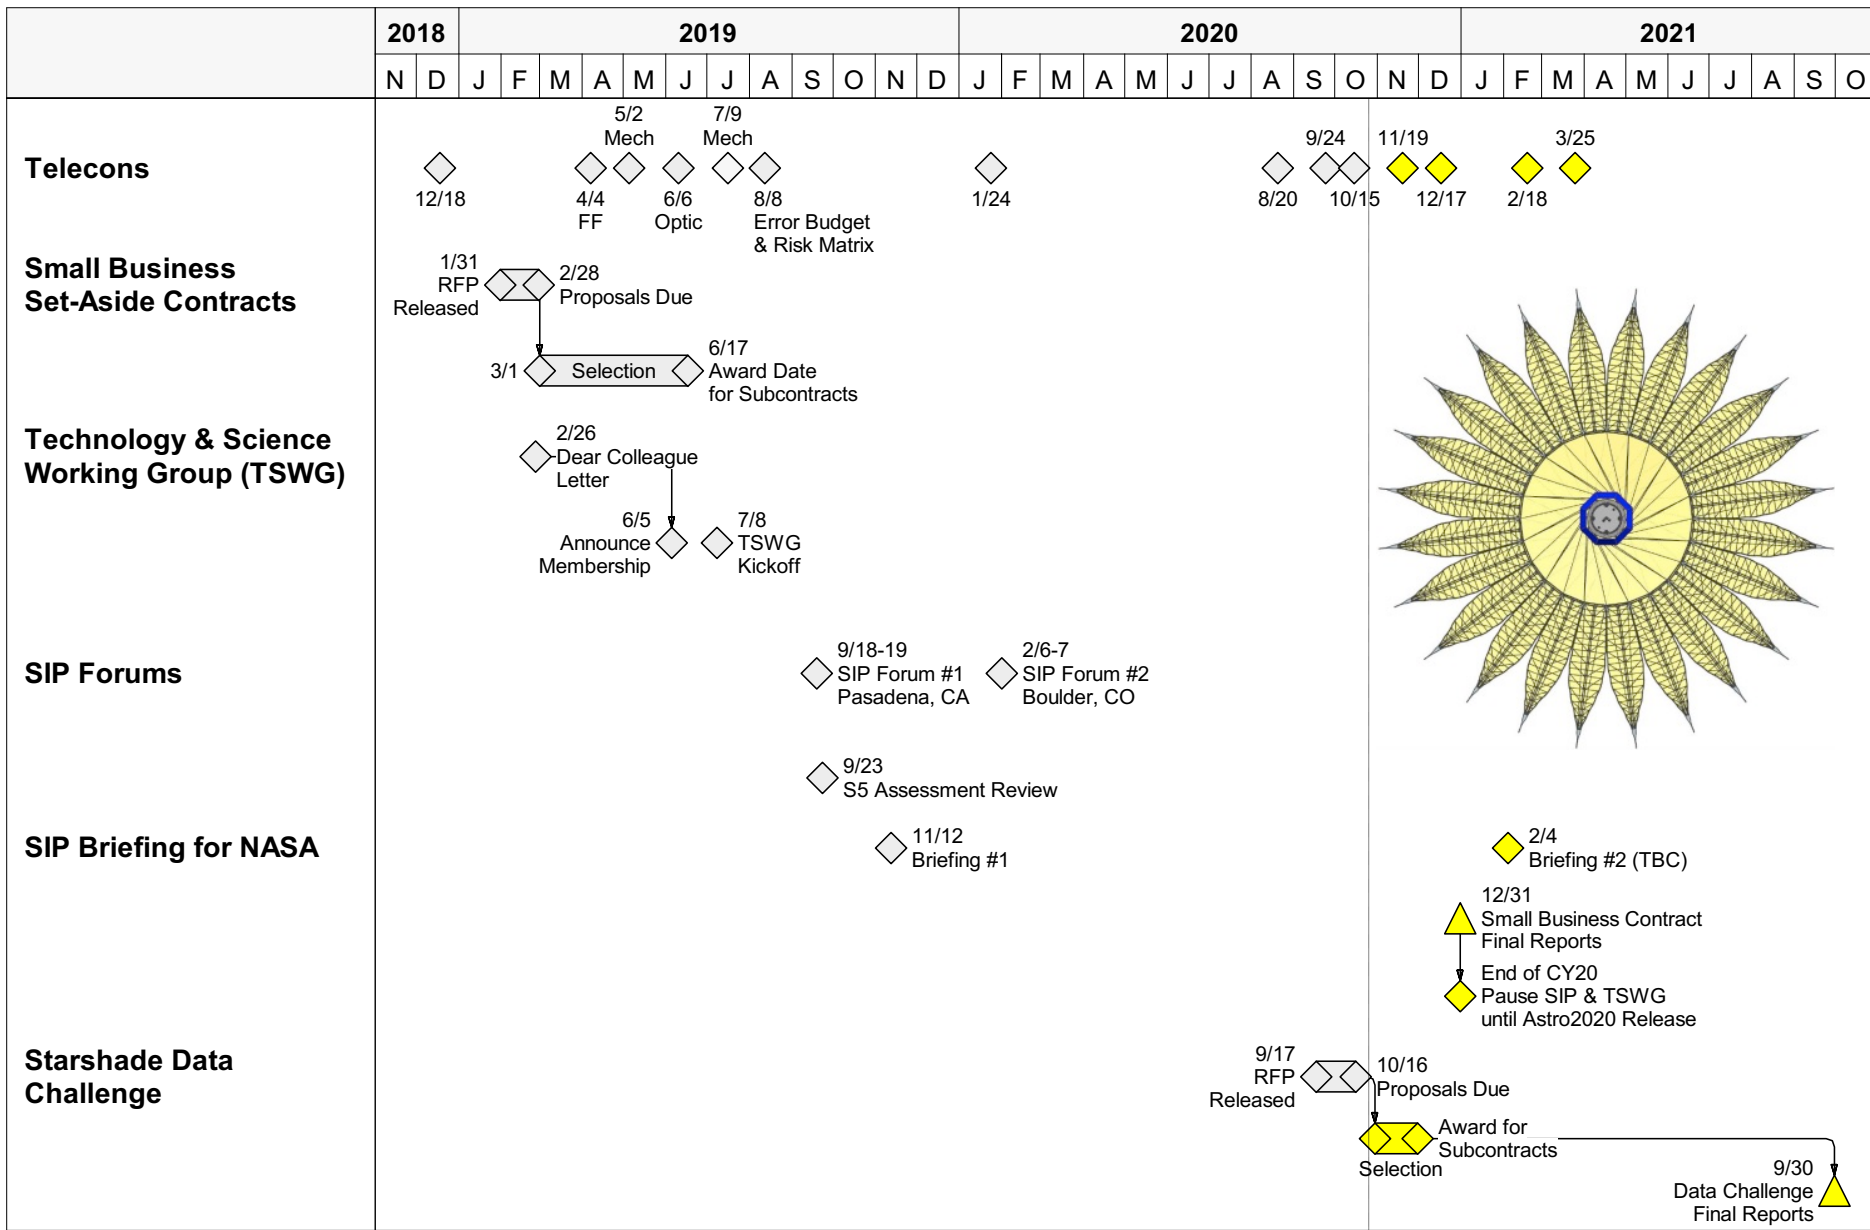 2018 2019 2020 2021
N D J F M A M J J A S O N D J F M A M J J A S O N D J F M A M J J A S O
Telecons
12/18
4/4
FF
5/2
Mech
6/6
Optic
7/9
Mech
8/8
Error Budget
& Risk Matrix
1/24
8/20
9/24
10/15
11/19
12/17
2/18
3/25
Small Business
Set-Aside Contracts
1/31
RFP
Released
2/28
Proposals Due
3/1
Selection
6/17
Award Date
for Subcontracts
Technology & Science
Working Group (TSWG)
2/26
Dear Colleague
Letter
6/5
Announce
Membership
7/8
TSWG
Kickoff
SIP Forums
9/18-19
SIP Forum #1
Pasadena, CA
2/6-7
SIP Forum #2
Boulder, CO
9/23
S5 Assessment Review
SIP Briefing for NASA
11/12
Briefing #1
2/4
Briefing #2 (TBC)
12/31
Small Business Contract
Final Reports
End of CY20
Pause SIP & TSWG
until Astro2020 Release
Starshade Data
Challenge
9/17
RFP
Released
10/16
Proposals Due
Selection
Award for
Subcontracts
9/30
Data Challenge
Final Reports